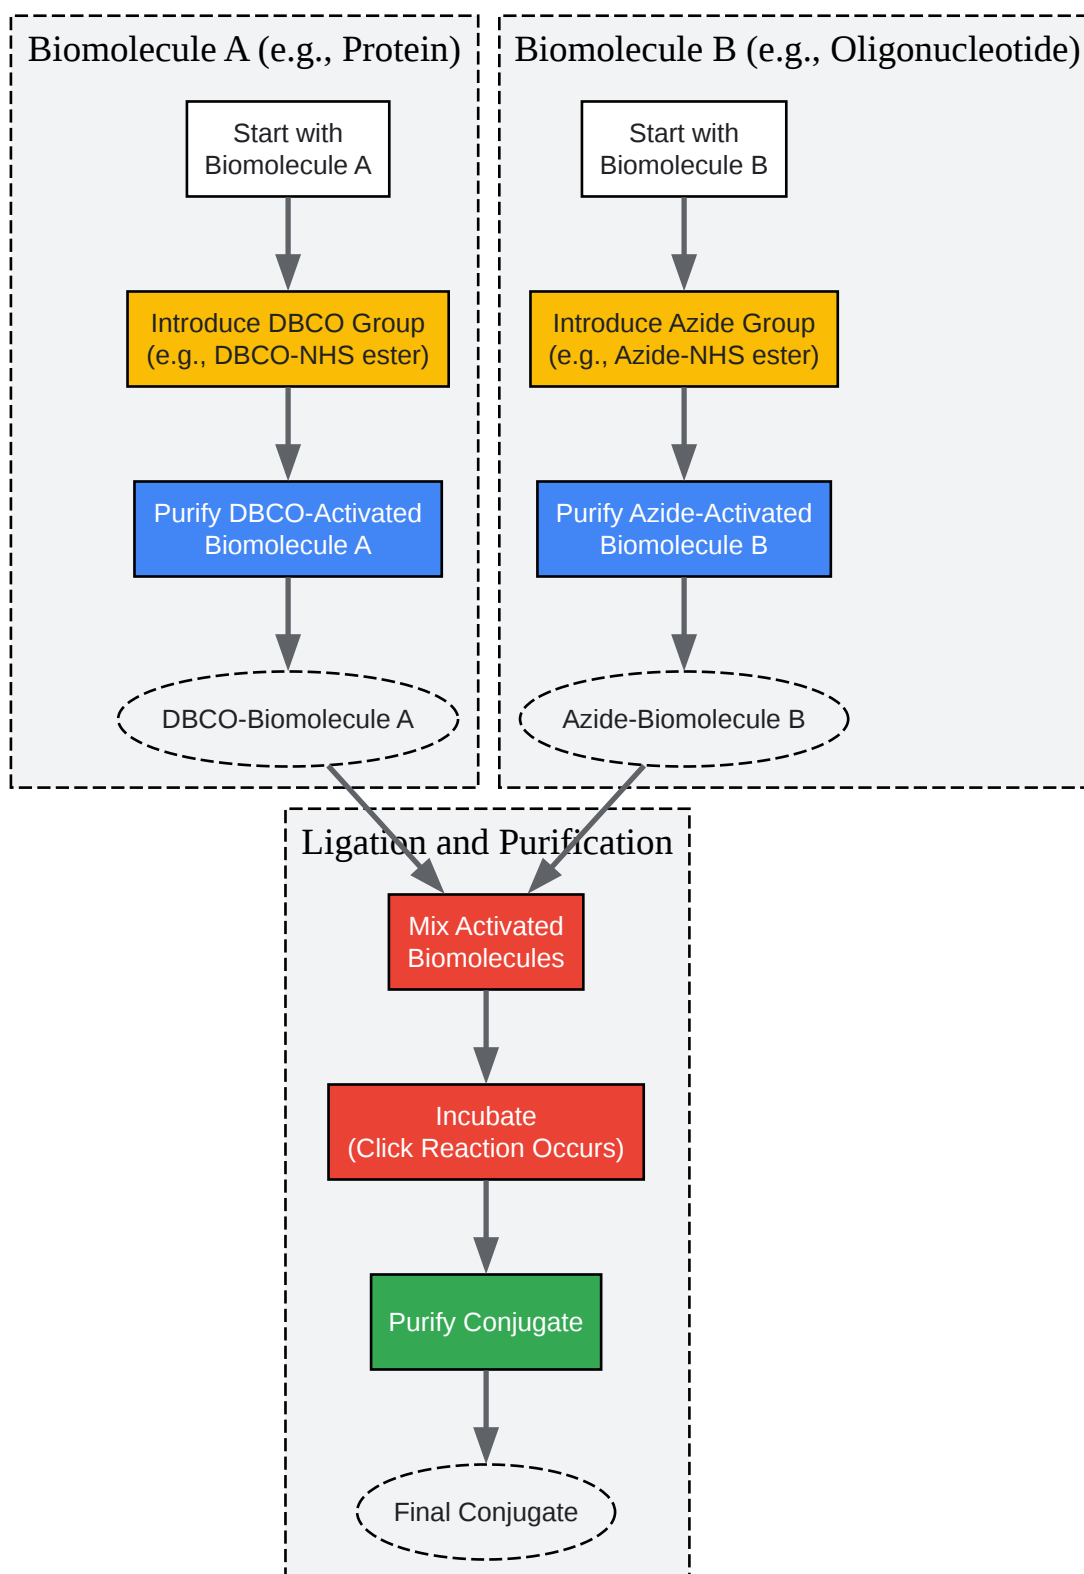 Biomolecule A (e.g., Protein)
Start with
Biomolecule A
Introduce DBCO Group
(e.g., DBCO-NHS ester)
Purify DBCO-Activated
Biomolecule A
DBCO-Biomolecule A
Biomolecule B (e.g., Oligonucleotide)
Start with
Biomolecule B
Introduce Azide Group
(e.g., Azide-NHS ester)
Purify Azide-Activated
Biomolecule B
Azide-Biomolecule B
Ligation and Purification
Mix Activated
Biomolecules
Incubate
(Click Reaction Occurs)
Purify Conjugate
Final Conjugate